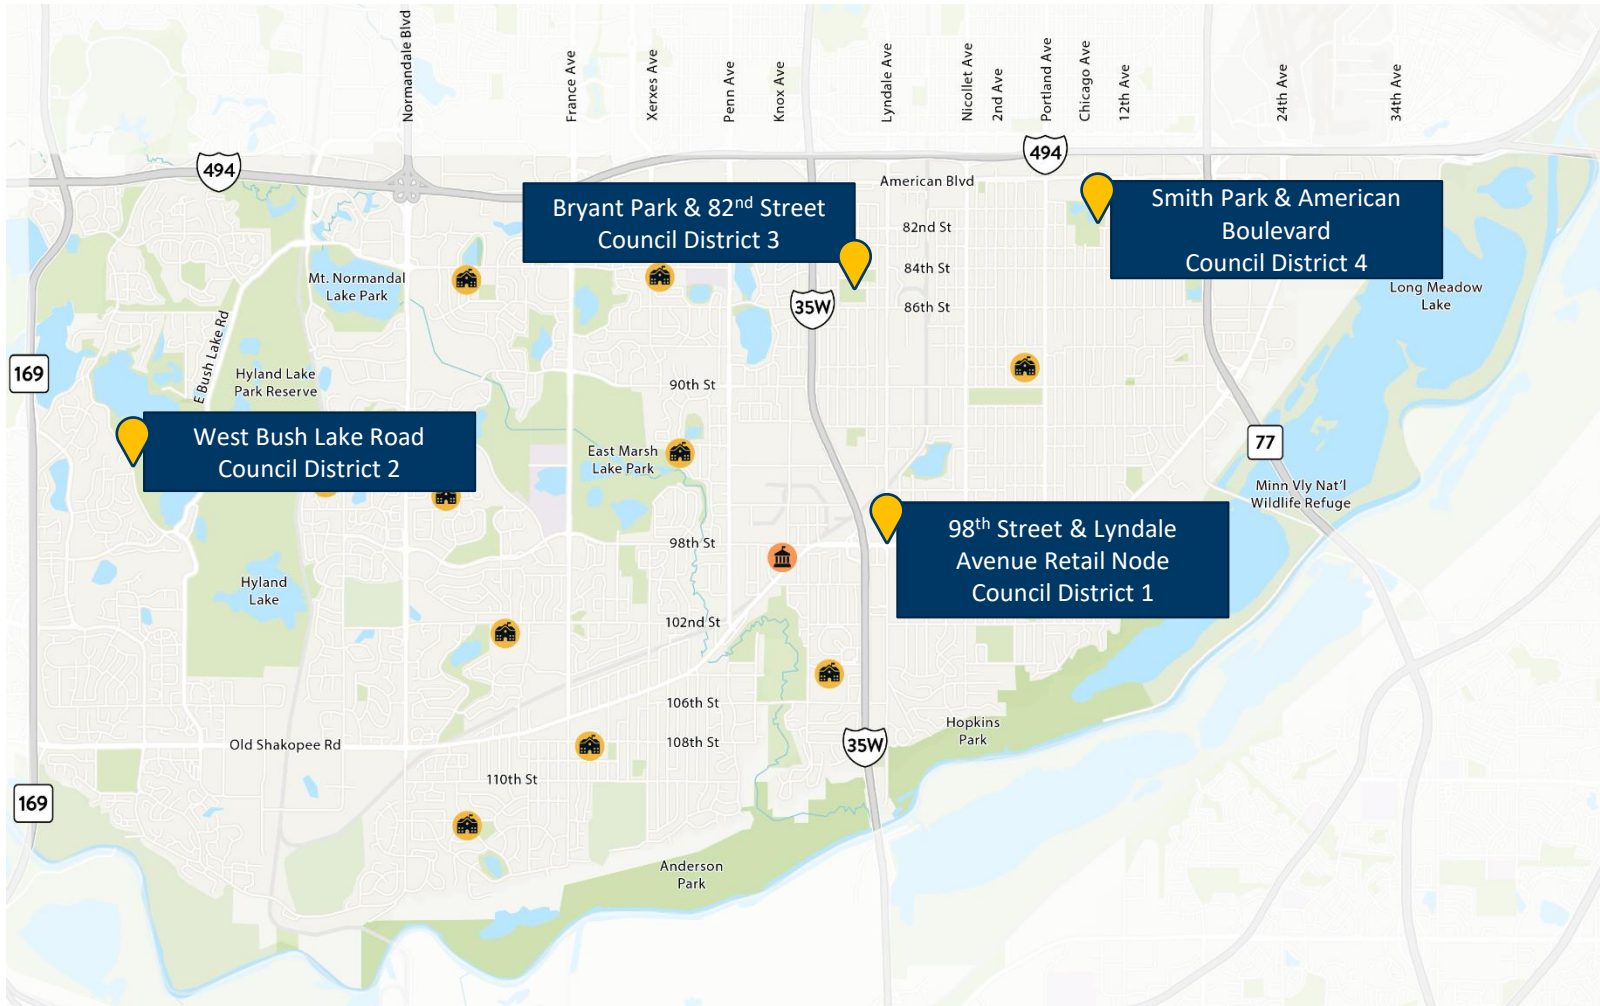 Normandale Blvd
France Ave
Xerxes Ave
Penn Ave
Knox Ave
Lyndale Ave
Nicollet Ave
2nd Ave
Portland Ave
Chicago Ave
12th Ave
24th Ave
34th Ave
494
494
American Blvd
Bryant Park & 82nd Street
Council District 3
Smith Park & American
Boulevard
Council District 4
82nd St
84th St
86th St
Mt. Normandal
Lake Park
35W
Long Meadow
Lake
E Bush Lake Rd
169
Hyland Lake
Park Reserve
90th St
West Bush Lake Road
Council District 2
East Marsh
Lake Park
77
Minn Vly Nat'l
Wildlife Refuge
98th St
98th Street & Lyndale
Avenue Retail Node
Council District 1
Hyland
Lake
102nd St
106th St
Hopkins
Park
Old Shakopee Rd
108th St
35W
110th St
169
Anderson
Park